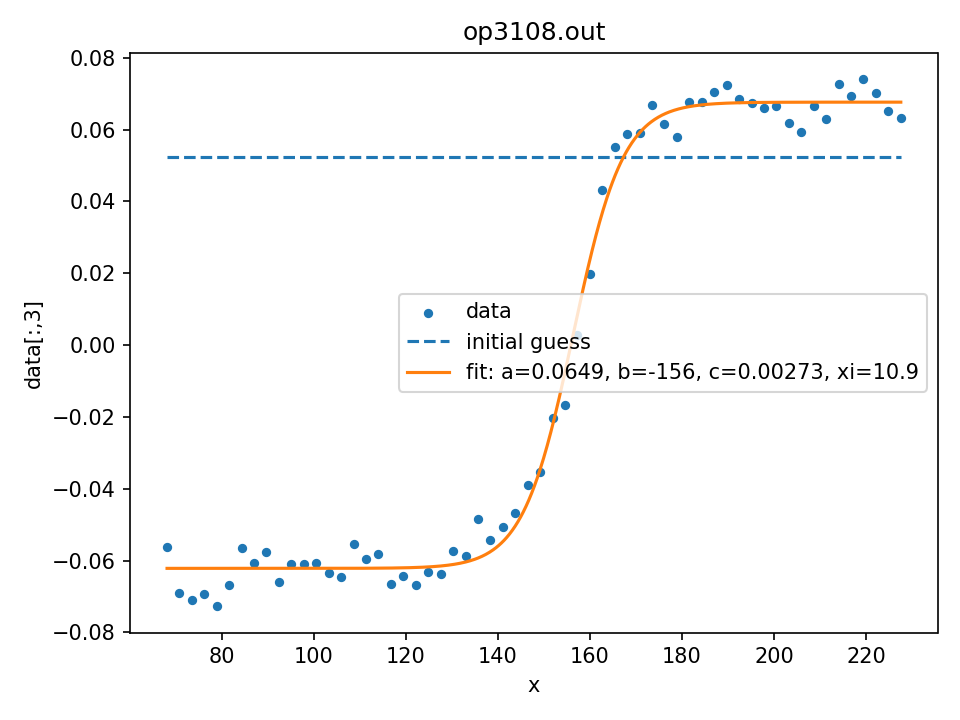 op3108.out
0.08
0.06
0.04
0.02
0.00
−0.02
−0.04
−0.06
−0.08
data[:,3]
data
initial guess
fit: a=0.0649, b=-156, c=0.00273, xi=10.9
80 100 120 140 160 180 200 220
x